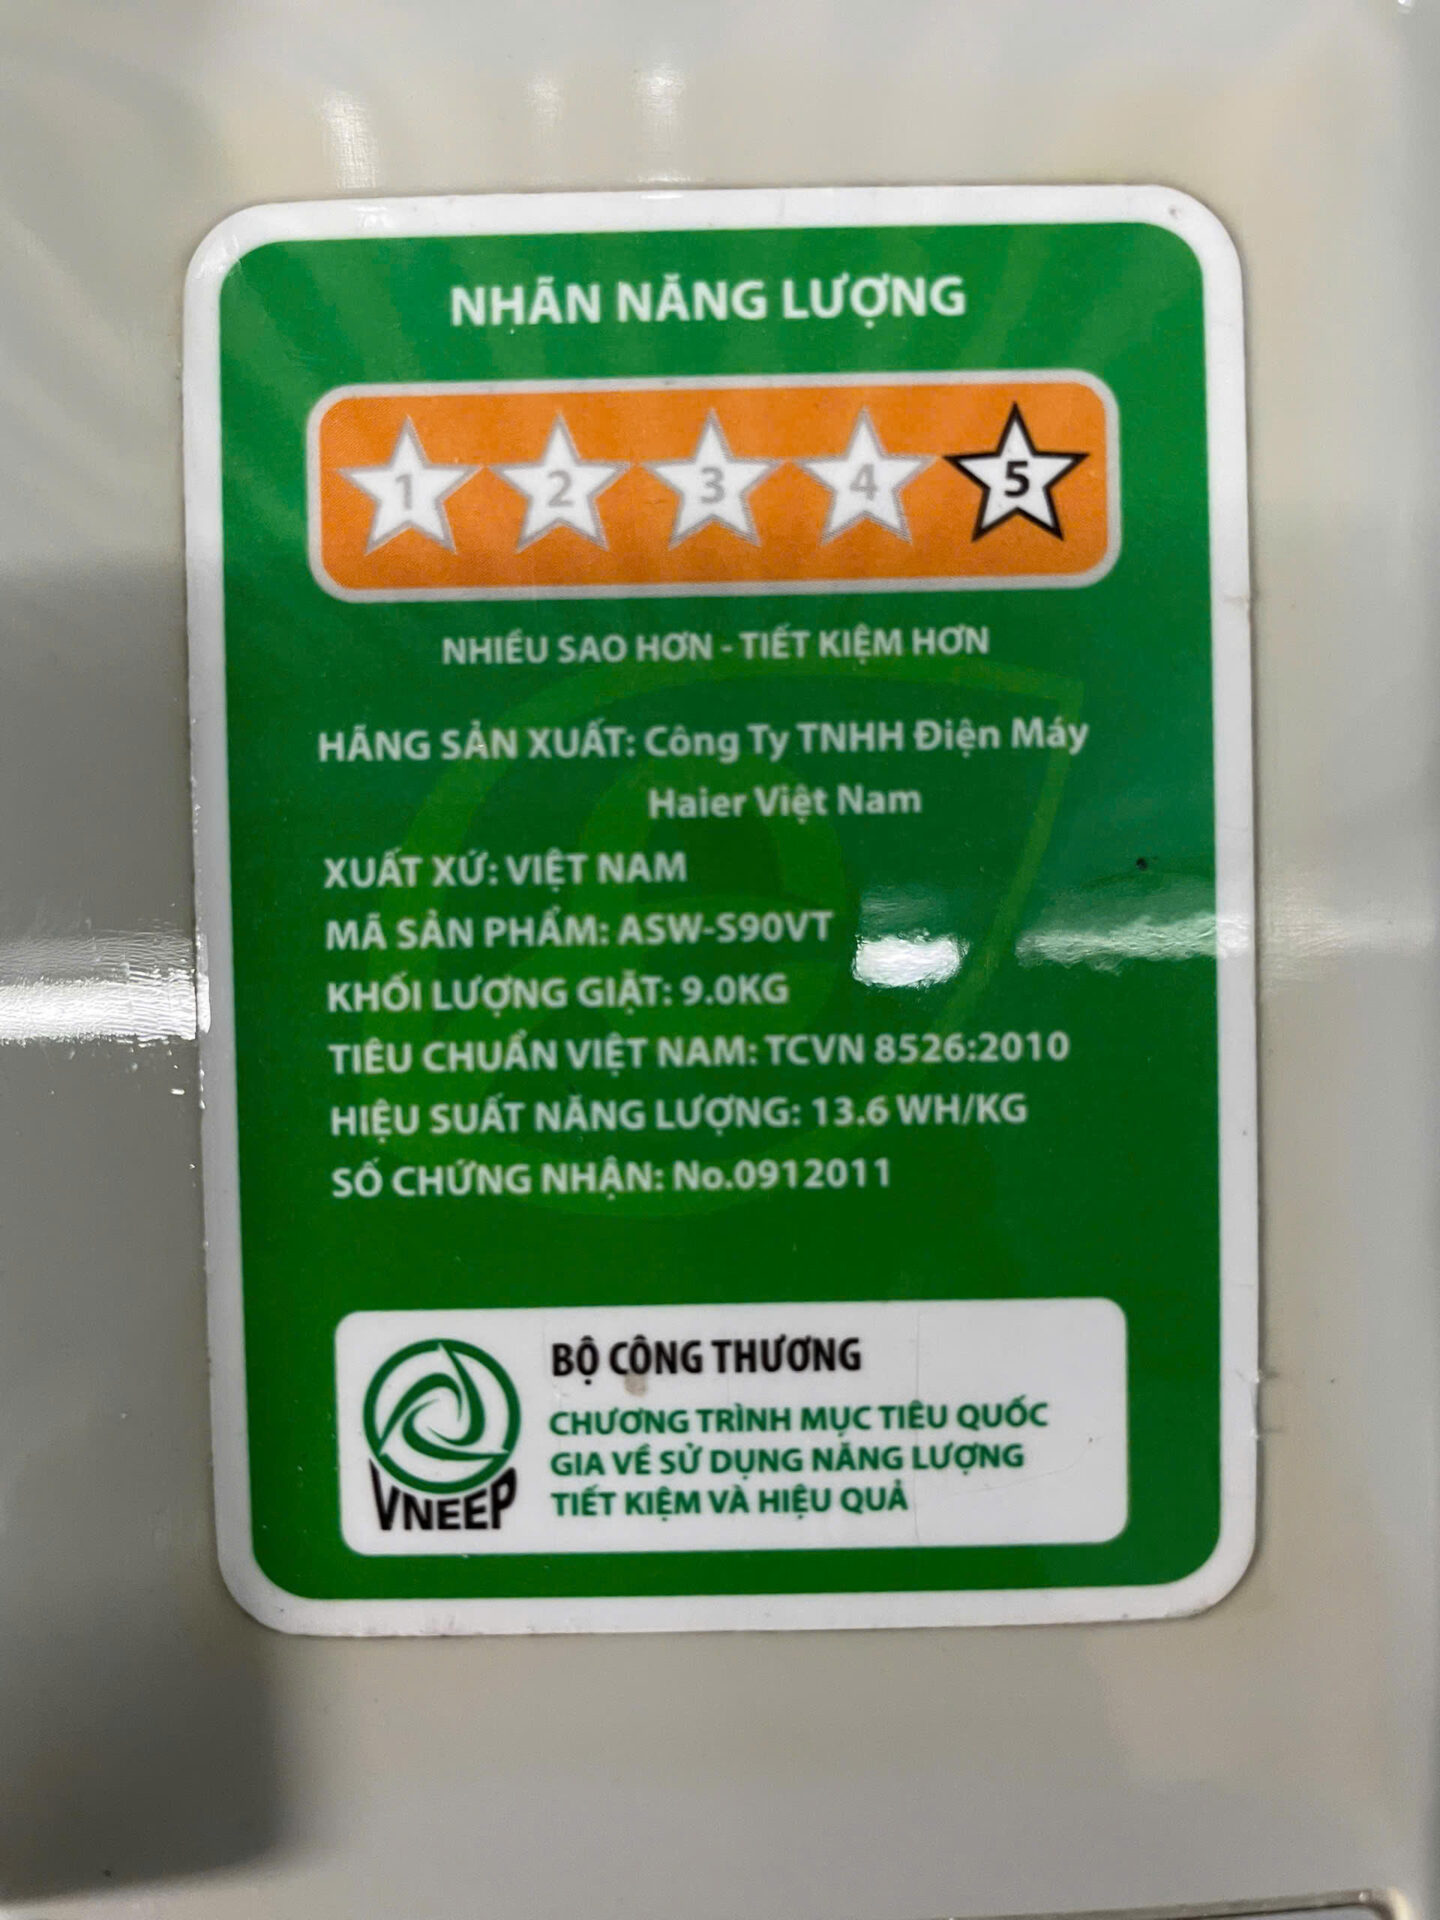 NHÃN NĂNG LƯỢNG
1 2 3 4 5
NHIỀU SAO HƠN - TIẾT KIỆM HƠN
HÃNG SẢN XUẤT: Công Ty TNHH Điện Máy
Haier Việt Nam
XUẤT XỨ: VIỆT NAM
MÃ SẢN PHẨM: ASW-S90VT
KHỐI LƯỢNG GIẶT: 9.0KG
TIÊU CHUẨN VIỆT NAM: TCVN 8526:2010
HIỆU SUẤT NĂNG LƯỢNG: 13.6 WH/KG
SỐ CHỨNG NHẬN: No.0912011
BỘ CÔNG THƯƠNG
CHƯƠNG TRÌNH MỤC TIÊU QUỐC
GIA VỀ SỬ DỤNG NĂNG LƯỢNG
TIẾT KIỆM VÀ HIỆU QUẢ
VNEEP